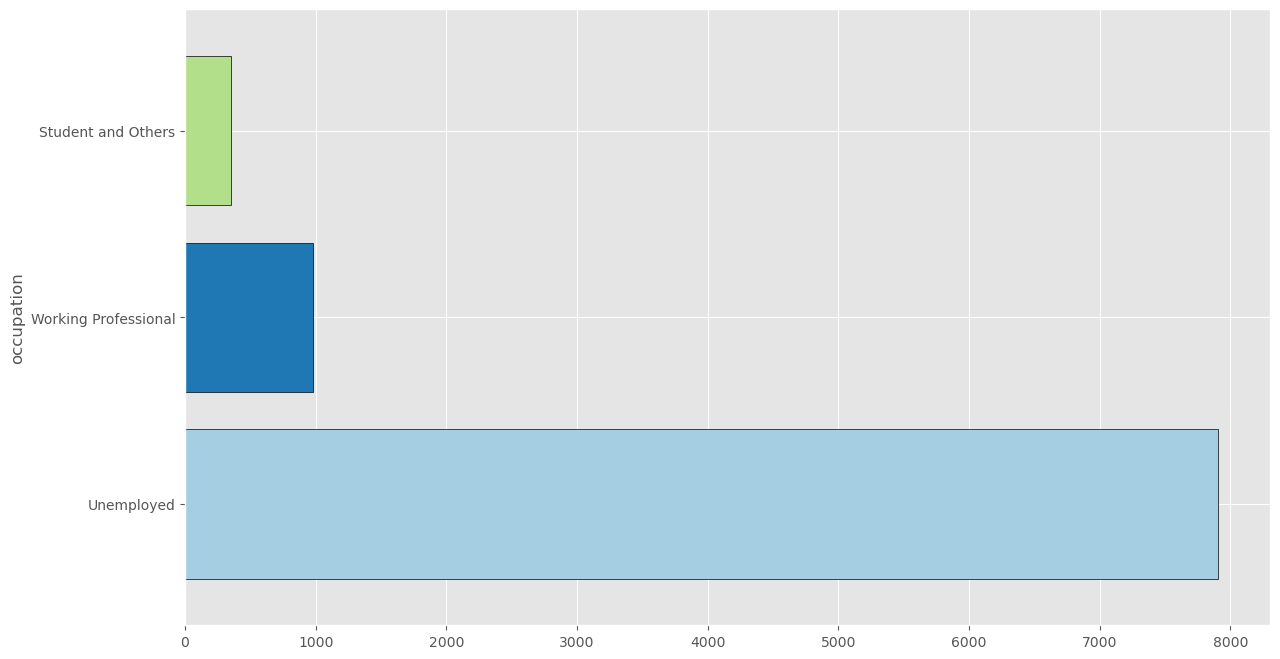 Student and Others
Working Professional
Unemployed
occupation
0 1000 2000 3000 4000 5000 6000 7000 8000